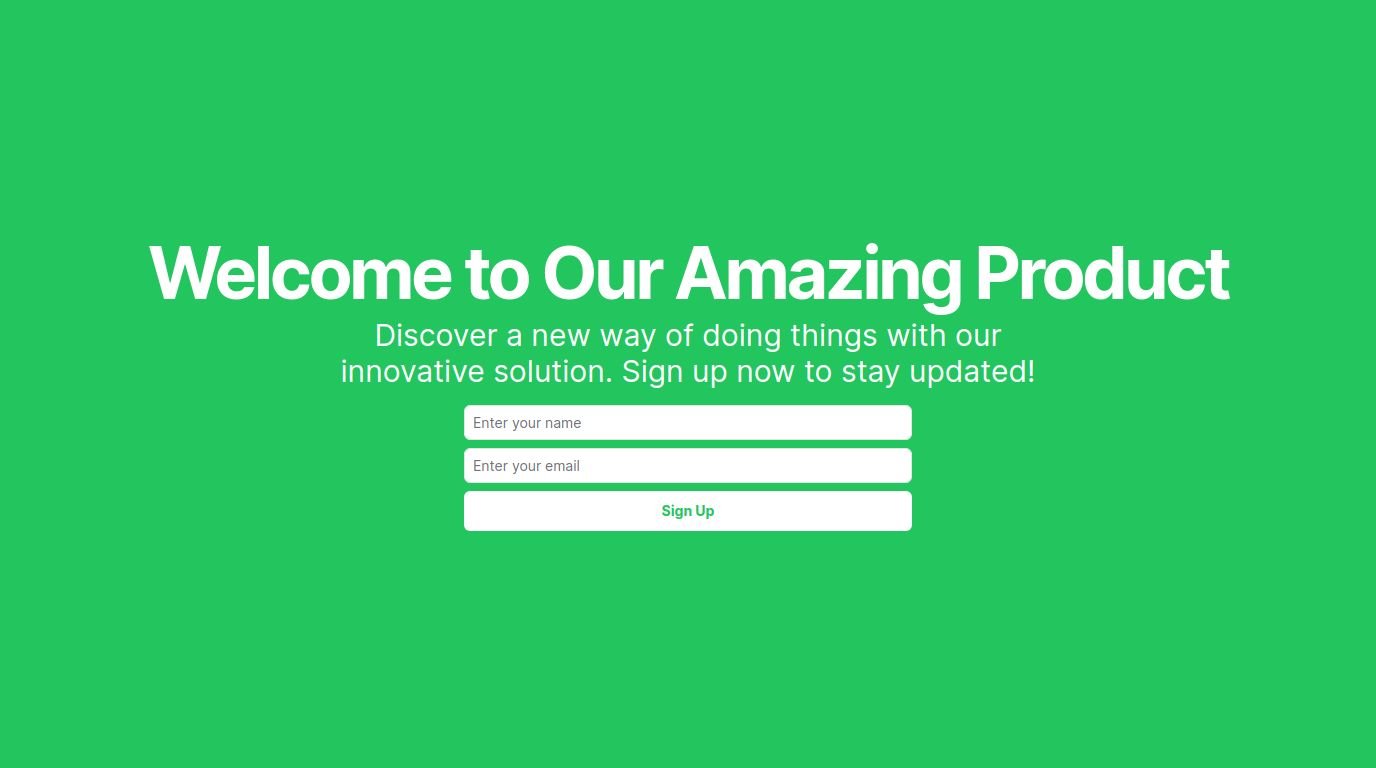 Welcome to Our Amazing Product
Discover a new way of doing things with our
innovative solution. Sign up now to stay updated!
Enter your name
Enter your email
Sign Up